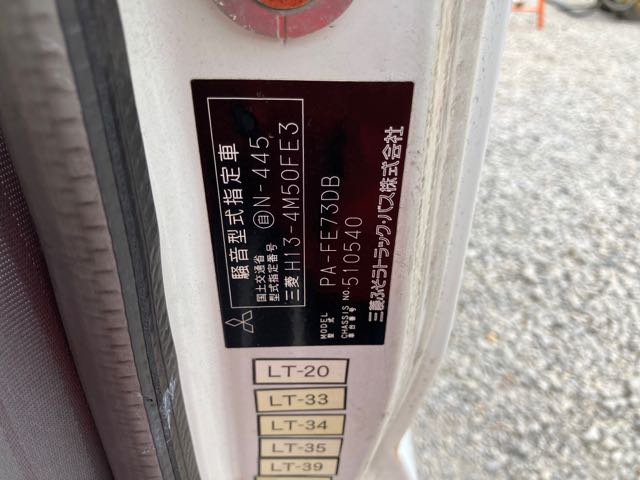 騒音型式指定車
国土交通省
型式指定番号
自N-445
三菱 H13-4M50FE3
MODEL
型式
PA-FE73DB
CHASSIS NO.
車台番号
510540
三菱ふそうトラック・バス株式会社
LT-20
LT-33
LT-34
LT-35
LT-39